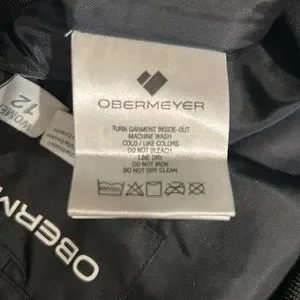 OBERMEYER
TURN GARMENT INSIDE-OUT
MACHINE WASH
COLD / LIKE COLORS
DO NOT BLEACH
LINE DRY
DO NOT IRON
DO NOT DRY CLEAN
WOMEN
12
OBERM